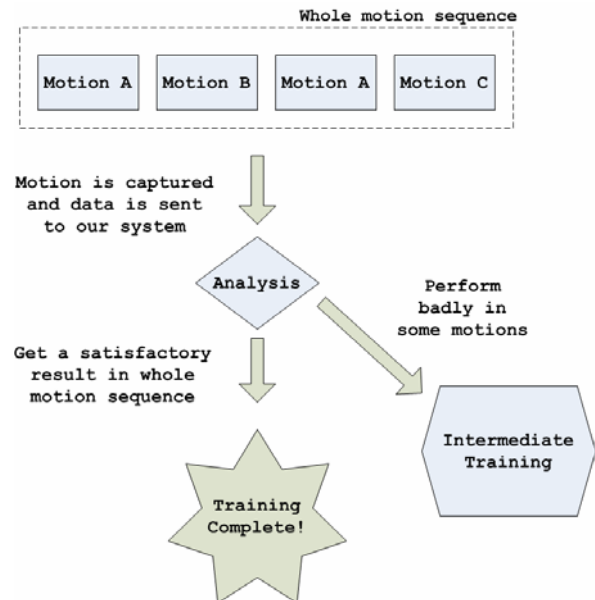 Whole motion sequence
Motion A
Motion B
Motion A
Motion C
Motion is captured
and data is sent
to our system
Analysis
Perform
badly in
some motions
Get a satisfactory
result in whole
motion sequence
Intermediate
Training
Training
Complete!